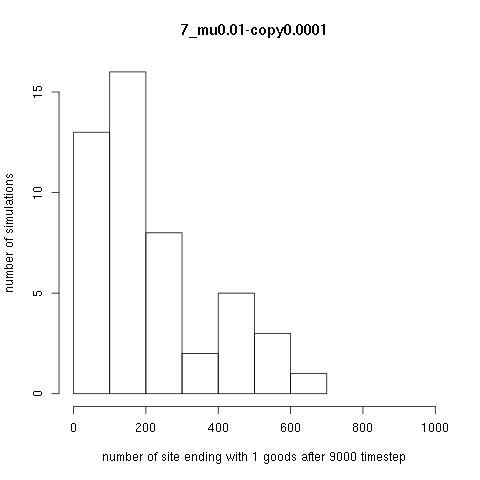 7_mu0.01-copy0.0001
number of simulations
15
10
5
0
0 200 400 600 800 1000
number of site ending with 1 goods after 9000 timestep